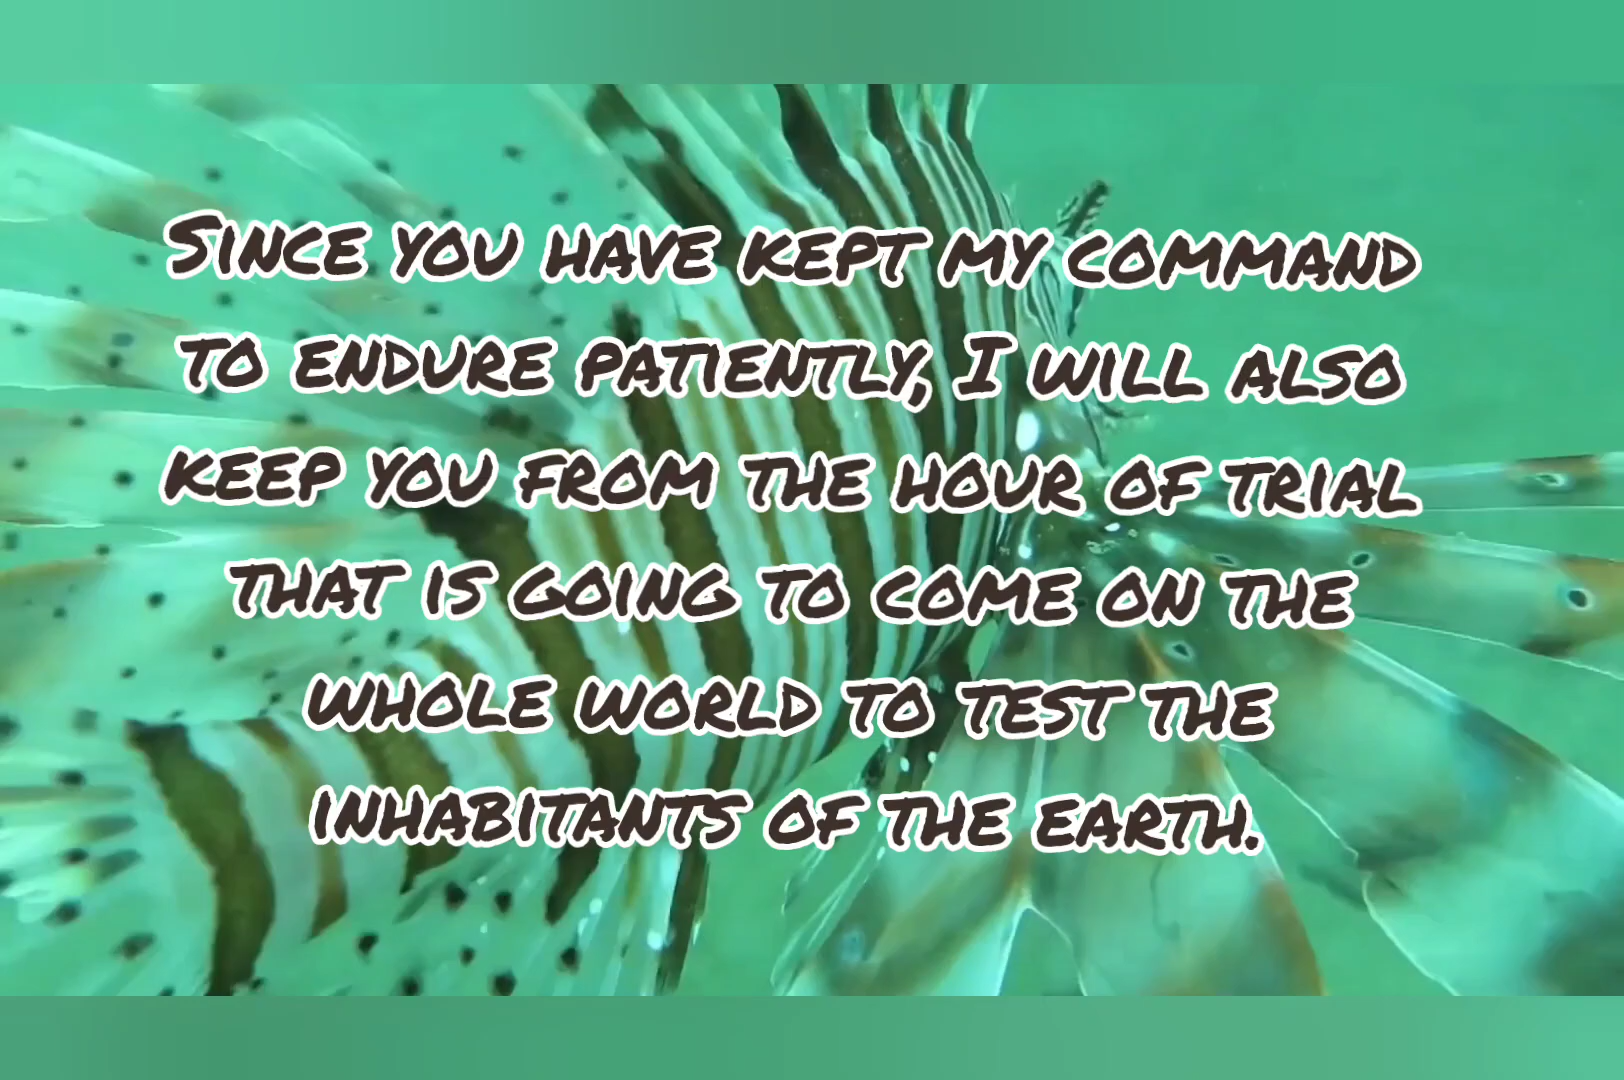 Since you have kept my command
to endure patiently, I will also
keep you from the hour of trial
that is going to come on the
whole world to test the
inhabitants of the earth.